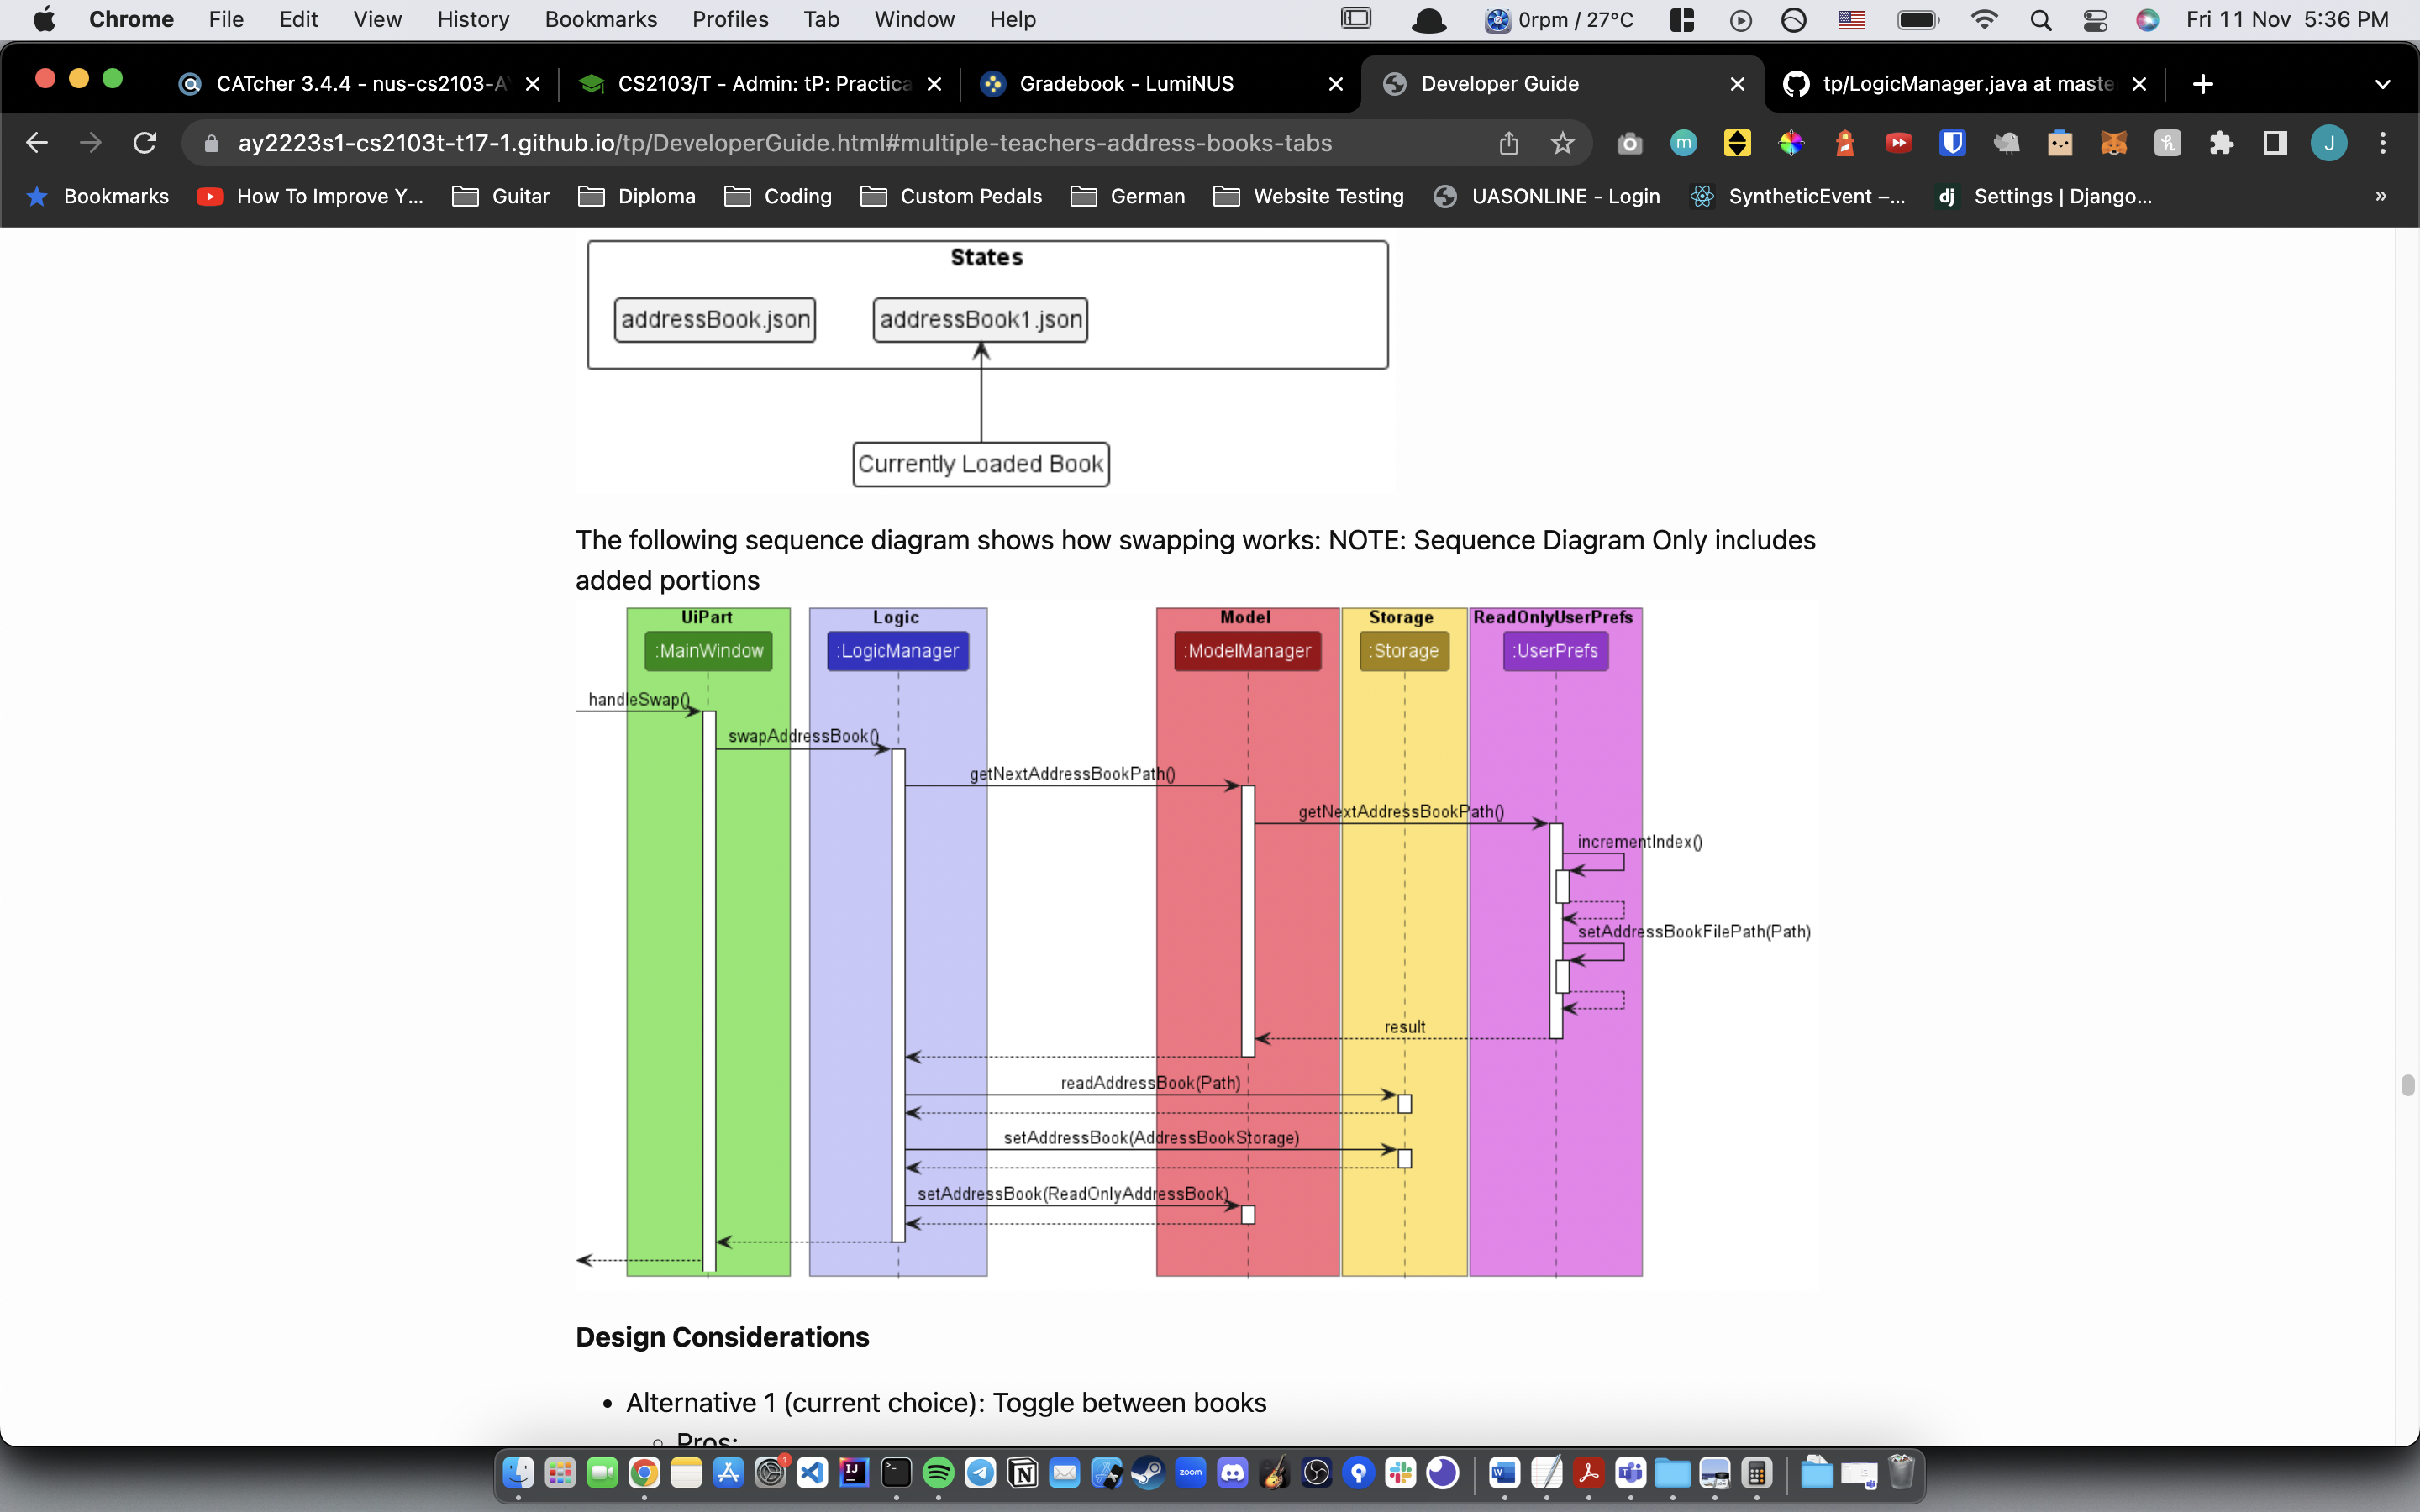 Chrome File Edit View History Bookmarks Profiles Tab Window Help 0rpm / 27°C Fri 11 Nov 5:36 PM
CATcher 3.4.4 - nus-cs2103-A CS2103/T - Admin: tP: Practica Gradebook - LumiNUS Developer Guide tp/LogicManager.java at maste
ay2223s1-cs2103t-t17-1.github.io/tp/DeveloperGuide.html#multiple-teachers-address-books-tabs m h J
Bookmarks How To Improve Y... Guitar Diploma Coding Custom Pedals German Website Testing UASONLINE - Login SyntheticEvent –... dj Settings | Django... »
States
addressBook.json addressBook1.json
Currently Loaded Book
The following sequence diagram shows how swapping works: NOTE: Sequence Diagram Only includes
added portions
UiPart Logic Model Storage ReadOnlyUserPrefs
:MainWindow :LogicManager :ModelManager :Storage :UserPrefs
handleSwap()
swapAddressBook()
getNextAddressBookPath()
getNextAddressBookPath()
incrementIndex()
setAddressBookFilePath(Path)
result
readAddressBook(Path)
setAddressBook(AddressBookStorage)
setAddressBook(ReadOnlyAddressBook)
Design Considerations
• Alternative 1 (current choice): Toggle between books
Pros:
1 IJ zoom W